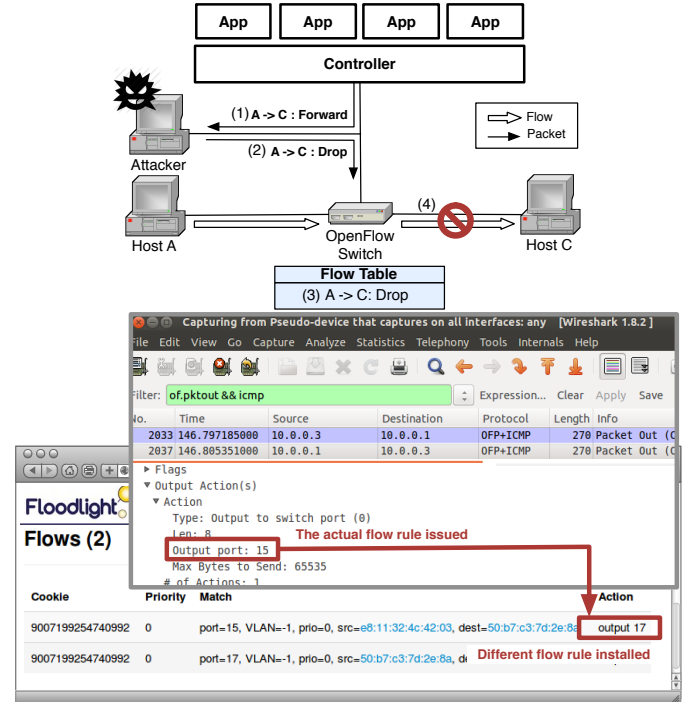 App App App App
Controller
(1) A -> C : Forward
Flow
Packet
(2) A -> C : Drop
Attacker
(4)
Host A
OpenFlow
Switch
Host C
Flow Table
(3) A -> C: Drop
Capturing from Pseudo-device that captures on all interfaces: any [Wireshark 1.8.2 ]
File Edit View Go Capture Analyze Statistics Telephony Tools Internals Help
Filter: of.pktout && icmp Expression... Clear Apply Save
No. Time Source Destination Protocol Length Info
2033 146.797185000 10.0.0.3 10.0.0.1 OFP+ICMP 270 Packet Out (
2037 146.805351000 10.0.0.1 10.0.0.3 OFP+ICMP 270 Packet Out (
Flags
Output Action(s)
Action
Type: Output to switch port (0)
Len: 8
The actual flow rule issued
Output port: 15
Max Bytes to Send: 65535
# of Actions: 1
Floodlight
Flows (2)
Cookie Priority Match Action
9007199254740992 0 port=15, VLAN=-1, prio=0, src=e8:11:32:4c:42:03, dest=50:b7:c3:7d:2e:8a output 17
9007199254740992 0 port=17, VLAN=-1, prio=0, src=50:b7:c3:7d:2e:8a,
Different flow rule installed